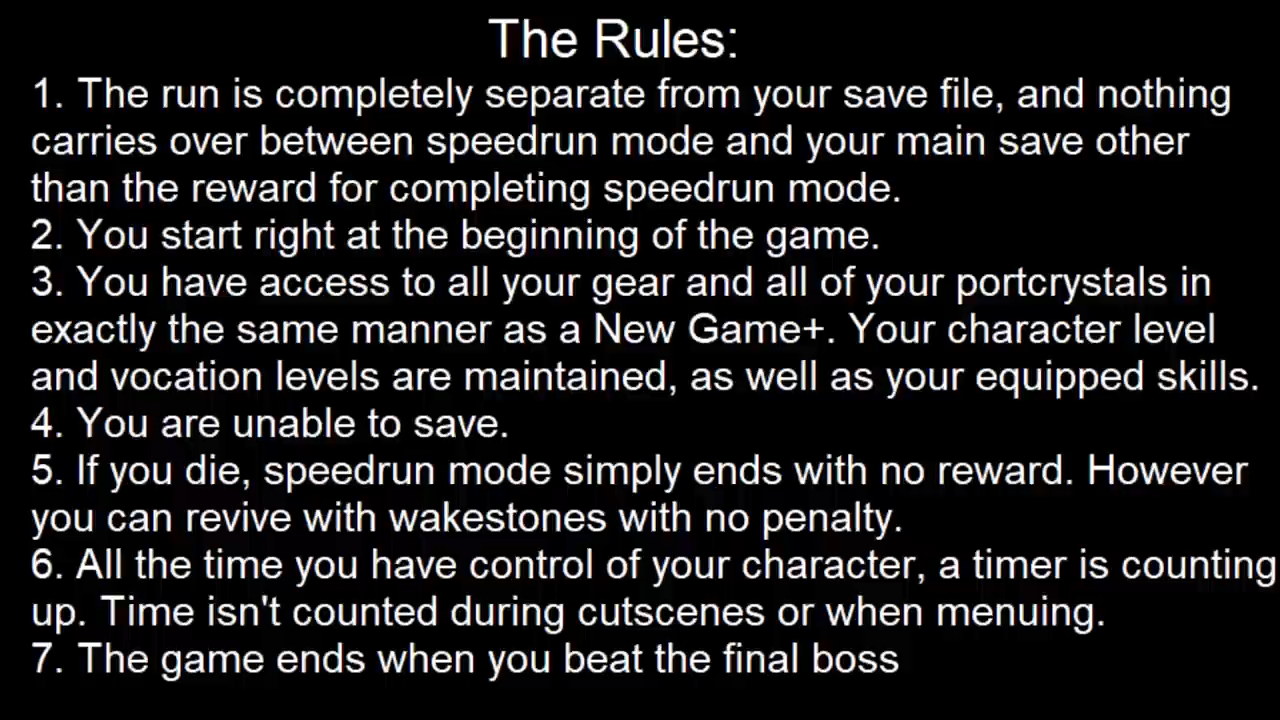 The Rules:
1. The run is completely separate from your save file, and nothing
carries over between speedrun mode and your main save other
than the reward for completing speedrun mode.
2. You start right at the beginning of the game.
3. You have access to all your gear and all of your portcrystals in
exactly the same manner as a New Game+. Your character level
and vocation levels are maintained, as well as your equipped skills.
4. You are unable to save.
5. If you die, speedrun mode simply ends with no reward. However
you can revive with wakestones with no penalty.
6. All the time you have control of your character, a timer is counting
up. Time isn't counted during cutscenes or when menuing.
7. The game ends when you beat the final boss